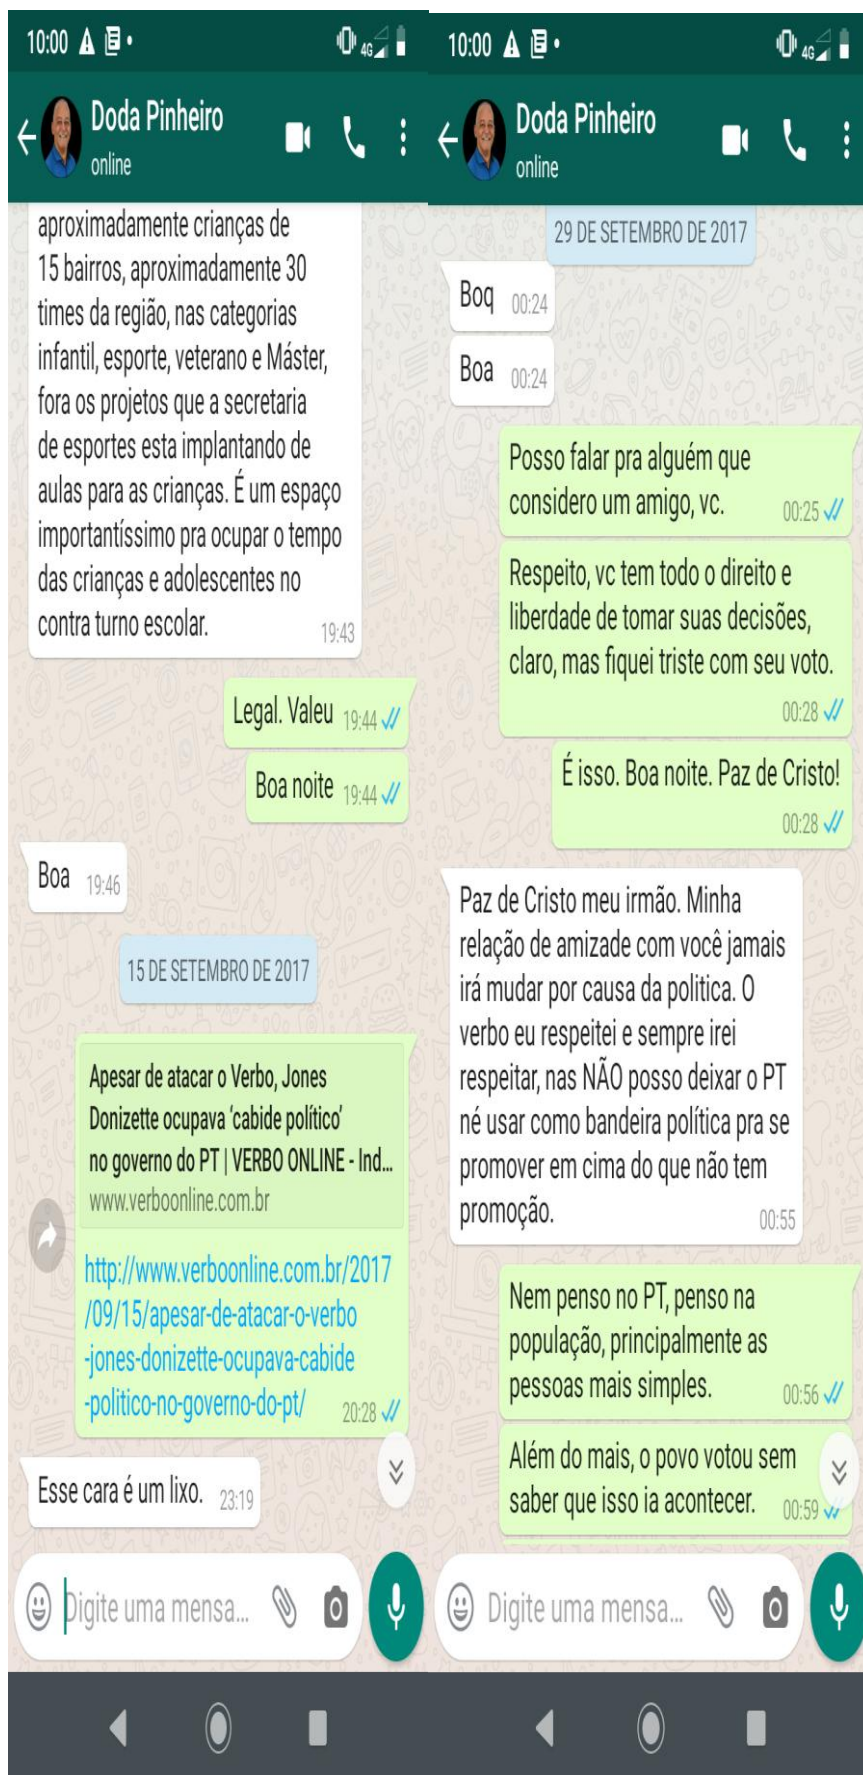 10:00
4G
Doda Pinheiro
online
aproximadamente crianças de
15 bairros, aproximadamente 30
times da região, nas categorias
infantil, esporte, veterano e Máster,
fora os projetos que a secretaria
de esportes esta implantando de
aulas para as crianças. É um espaço
importantíssimo pra ocupar o tempo
das crianças e adolescentes no
contra turno escolar. 19:43
Legal. Valeu 19:44
Boa noite 19:44
Boa 19:46
15 DE SETEMBRO DE 2017
Apesar de atacar o Verbo, Jones
Donizette ocupava ‘cabide político’
no governo do PT | VERBO ONLINE - Ind...
www.verboonline.com.br
http://www.verboonline.com.br/2017
/09/15/apesar-de-atacar-o-verbo
-jones-donizette-ocupava-cabide
-politico-no-governo-do-pt/ 20:28
Esse cara é um lixo. 23:19
Digite uma mensa...
10:00
4G
Doda Pinheiro
online
29 DE SETEMBRO DE 2017
Boq 00:24
Boa 00:24
Posso falar pra alguém que
considero um amigo, vc. 00:25
Respeito, vc tem todo o direito e
liberdade de tomar suas decisões,
claro, mas fiquei triste com seu voto.
00:28
É isso. Boa noite. Paz de Cristo!
00:28
Paz de Cristo meu irmão. Minha
relação de amizade com você jamais
irá mudar por causa da politica. O
verbo eu respeitei e sempre irei
respeitar, nas NÃO posso deixar o PT
né usar como bandeira política pra se
promover em cima do que não tem
promoção. 00:55
Nem penso no PT, penso na
população, principalmente as
pessoas mais simples. 00:56
Além do mais, o povo votou sem
saber que isso ia acontecer. 00:59
Digite uma mensa...